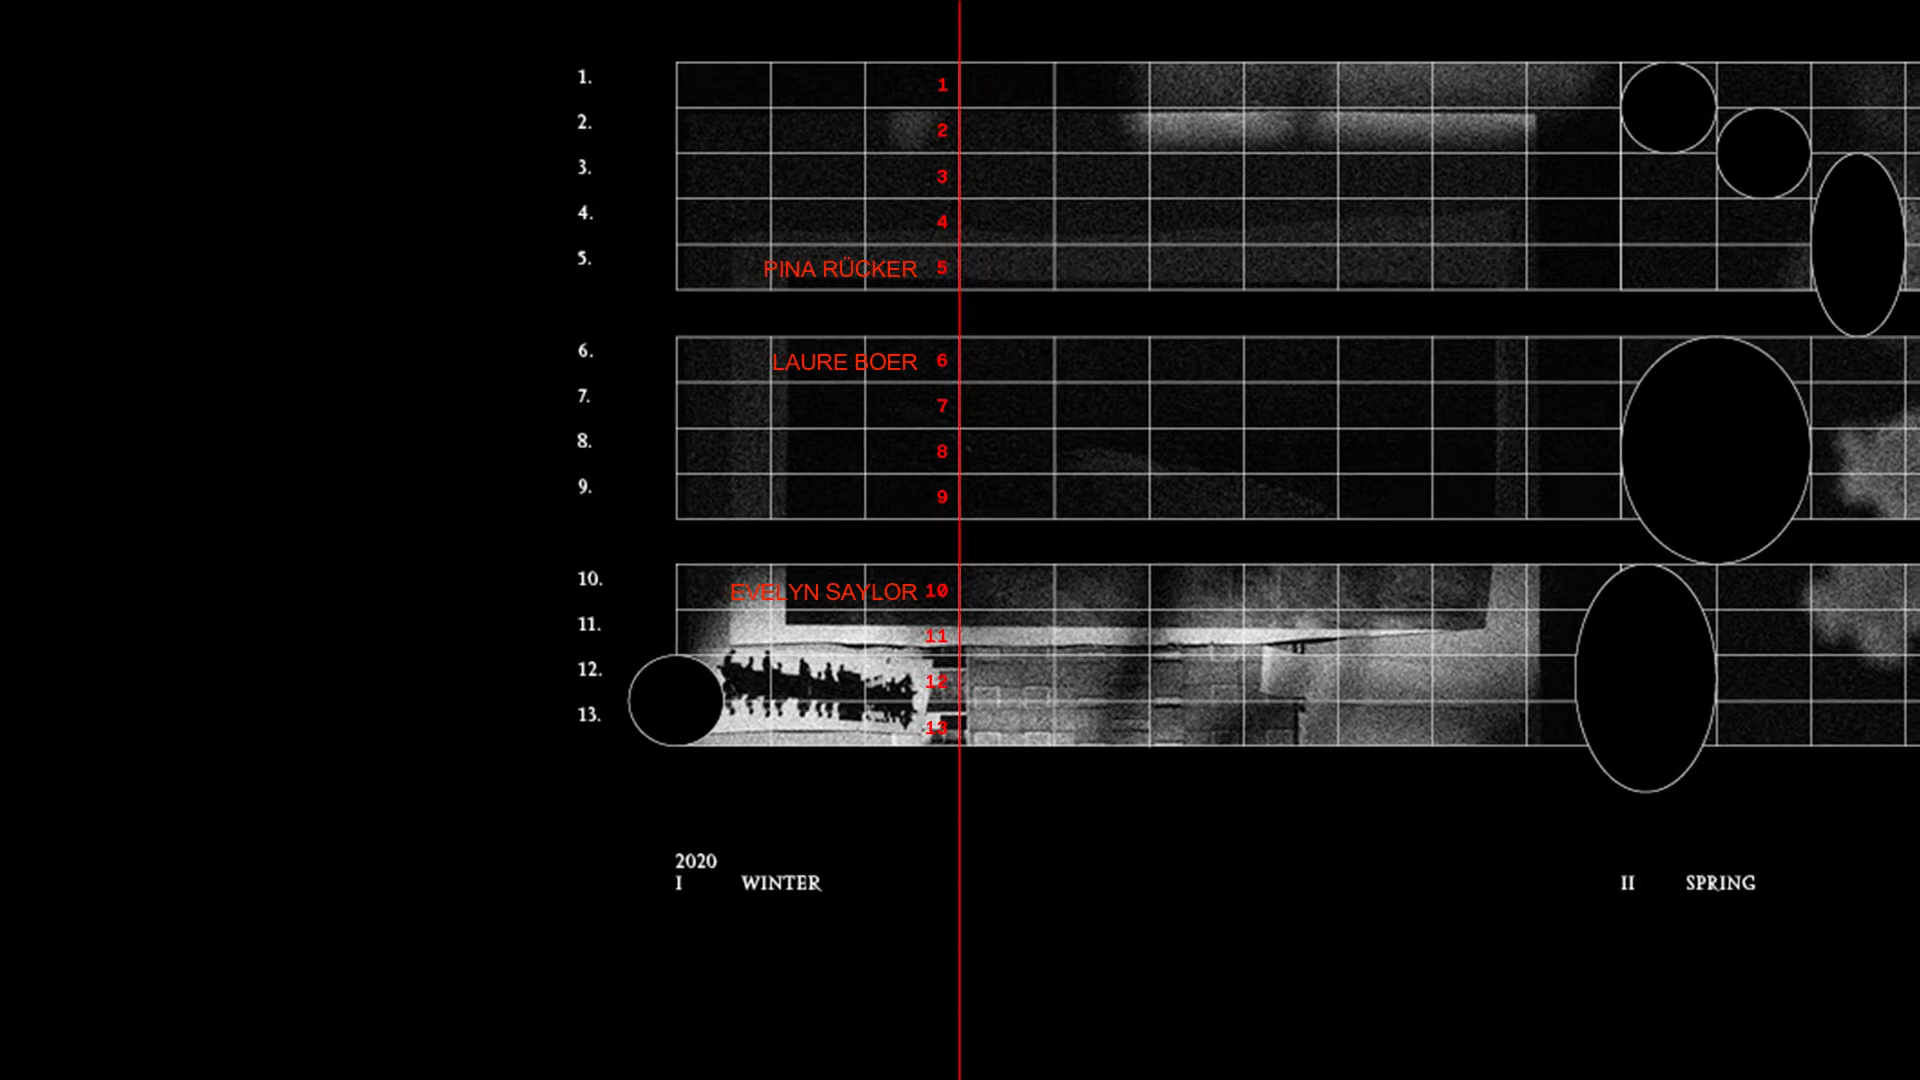 1. 1
2. 2
3. 3
4. 4
5. PINA RÜCKER 5
6. LAURE BOER 6
7. 7
8. 8
9. 9
10. EVELYN SAYLOR 10
11. 11
12. 12
13. 13
2020
I WINTER II SPRING